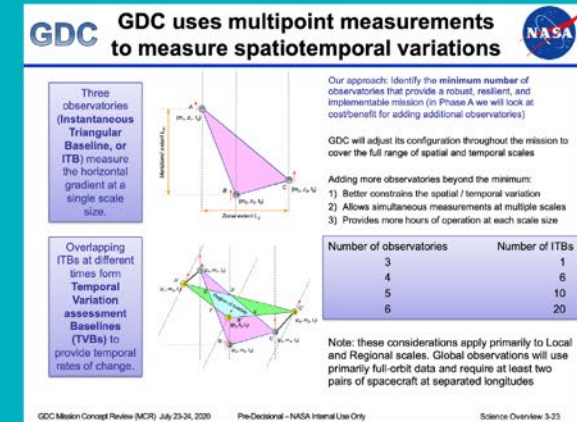 GDC
GDC uses multipoint measurements
to measure spatiotemporal variations
NASA
Three
observatories
(Instantaneous
Triangular
Baseline, or
ITB) measure
the horizontal
gradient at a
single scale
size.
Overlapping
ITBs at different
times form
Temporal
Variation
assessment
Baselines
(TVBs) to
provide temporal
rates of change.
A
Meridional extent
B
C
Zonal extent
Our approach: Identify the minimum number of
observatories that provide a robust, resilient, and
implementable mission (in Phase A we will look at
cost/benefit for adding additional observatories)
GDC will adjust its configuration throughout the mission to
cover the full range of spatial and temporal scales
Adding more observatories beyond the minimum:
1) Better constrains the spatial / temporal variation
2) Allows simultaneous measurements at multiple scales
3) Provides more hours of operation at each scale size
Number of observatories Number of ITBs
3 1
4 6
5 10
6 20
Note: these considerations apply primarily to Local
and Regional scales. Global observations will use
primarily full-orbit data and require at least two
pairs of spacecraft at separated longitudes
GDC Mission Concept Review (MCR) July 23-24, 2020 Pre-Decisional – NASA Internal Use Only Science Overview 3-23